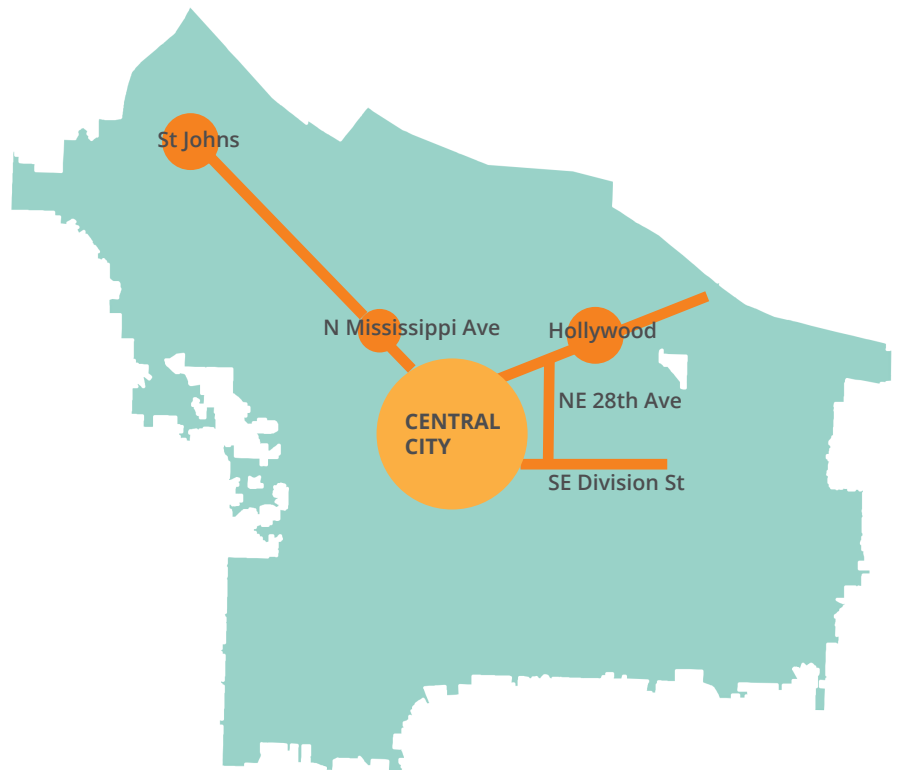 St Johns
N Mississippi Ave
Hollywood
NE 28th Ave
CENTRAL
CITY
SE Division St